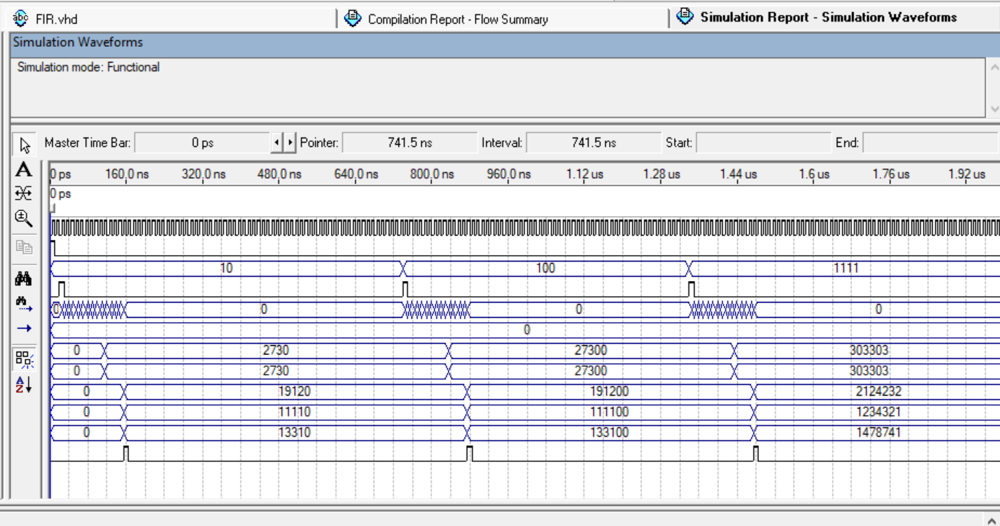 FIR.vhd Compilation Report - Flow Summary Simulation Report - Simulation Waveforms
Simulation Waveforms
Simulation mode: Functional
Master Time Bar: 0 ps Pointer: 741.5 ns Interval: 741.5 ns Start: End:
0 ps 160.0 ns 320.0 ns 480.0 ns 640.0 ns 800.0 ns 960.0 ns 1.12 us 1.28 us 1.44 us 1.6 us 1.76 us 1.92 us
0 ps
10 100 1111
0 0 0 0
0
0 2730 27300 303303
0 2730 27300 303303
0 19120 191200 2124232
0 11110 111100 1234321
0 13310 133100 1478741